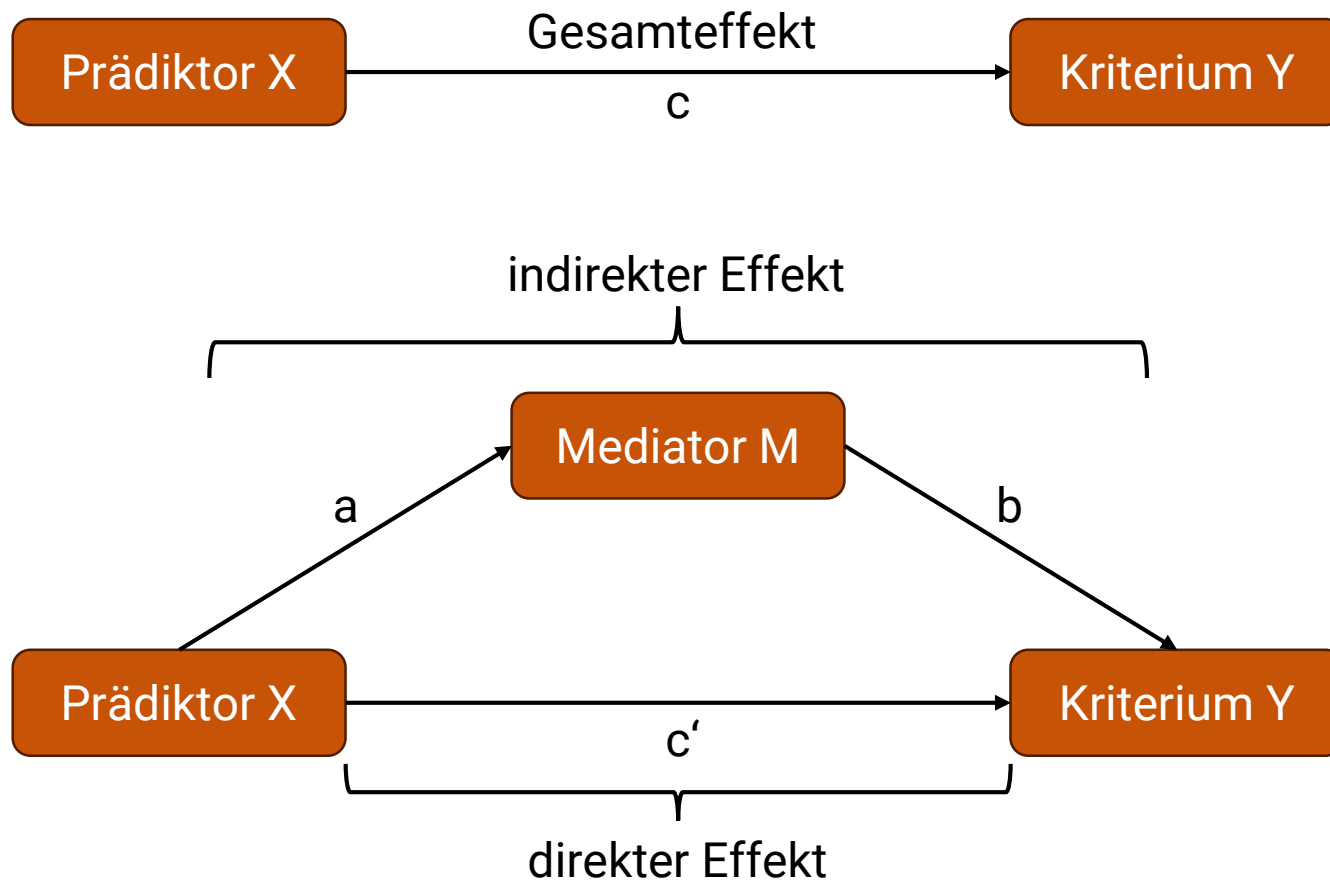 Gesamteffekt
Prädiktor X
Kriterium Y
c
indirekter Effekt
Mediator M
a
b
Prädiktor X
Kriterium Y
c‘
direkter Effekt